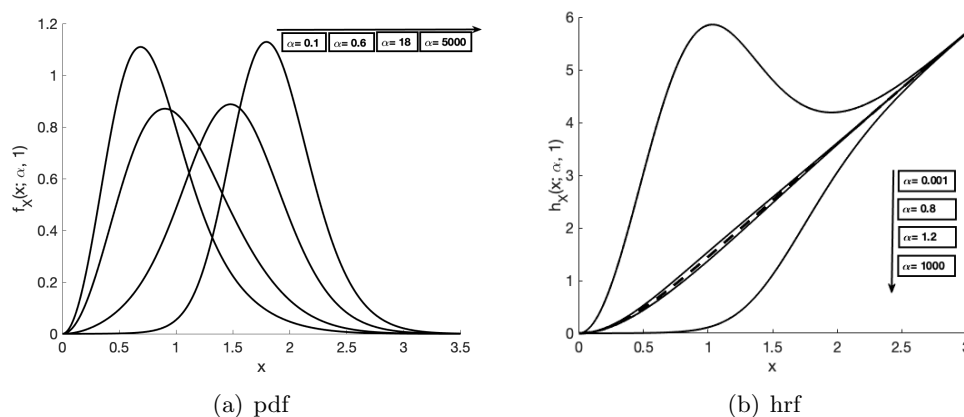 1.2
1
0.8
0.6
0.4
0.2
0
f_X(x; α, 1)
α= 0.1 α= 0.6 α= 18 α= 5000
0 0.5 1 1.5 2 2.5 3 3.5
x
(a) pdf
6
5
4
3
2
1
0
h_X(x; α, 1)
α= 0.001
α= 0.8
α= 1.2
α= 1000
0 0.5 1 1.5 2 2.5 3
x
(b) hrf